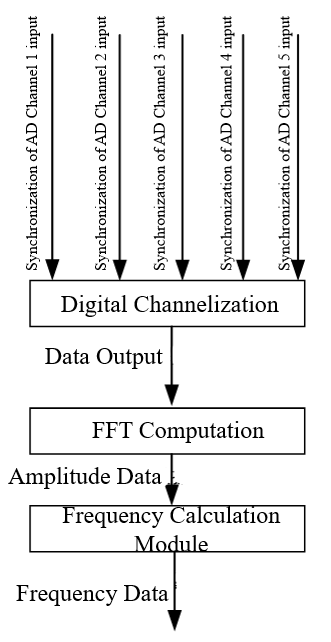 Synchronization of AD Channel 1 input
Synchronization of AD Channel 2 input
Synchronization of AD Channel 3 input
Synchronization of AD Channel 4 input
Synchronization of AD Channel 5 input
Digital Channelization
Data Output
FFT Computation
Amplitude Data
Frequency Calculation
Module
Frequency Data